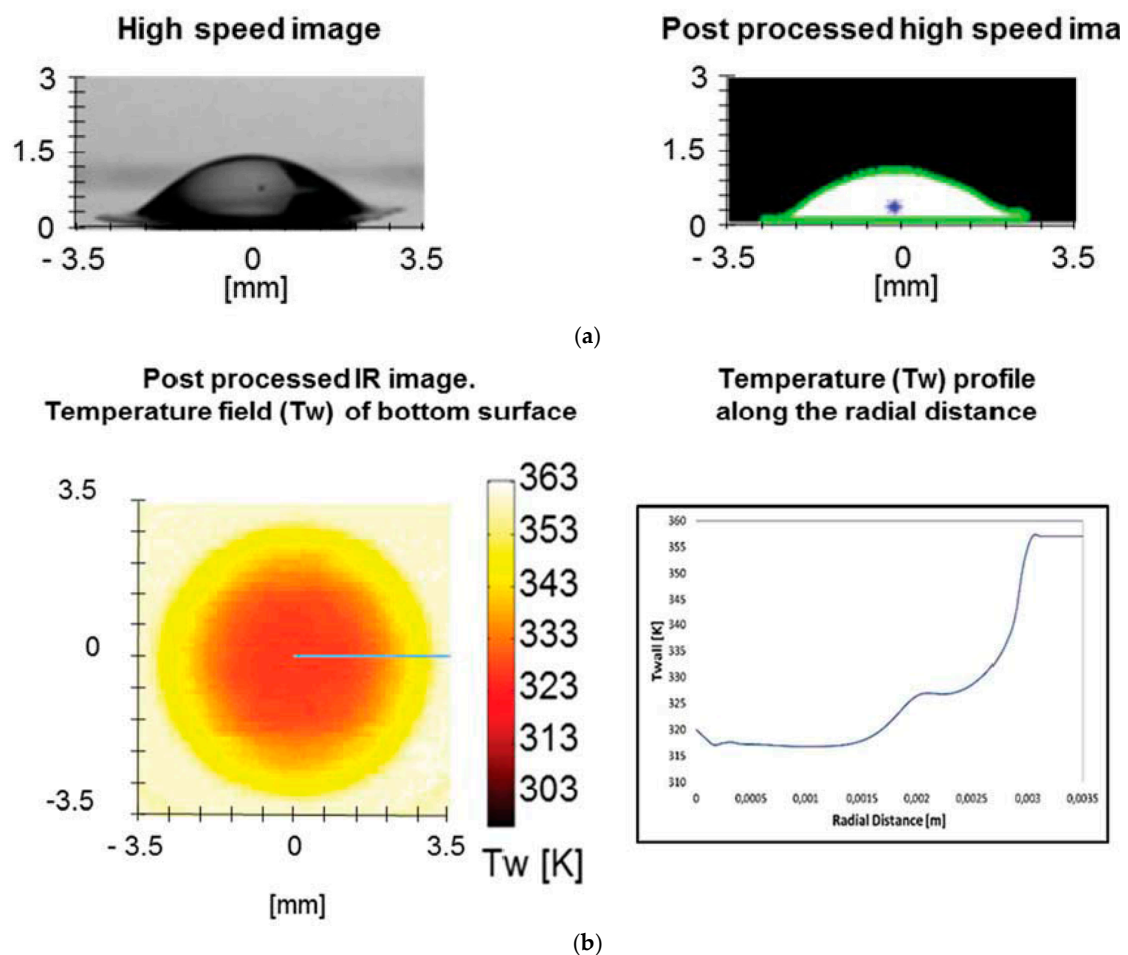 High speed image
Post processed high speed ima
3
1.5
0
- 3.5 0 3.5
[mm]
3
1.5
0
- 3.5 0 3.5
[mm]
(a)
Post processed IR image.
Temperature field (Tw) of bottom surface
Temperature (Tw) profile
along the radial distance
3.5
0
-3.5
- 3.5 0 3.5
[mm]
363
353
343
333
323
313
303
Tw [K]
360
355
350
345
340
335
330
325
320
315
310
Twall [K]
0 0,0005 0,001 0,0015 0,002 0,0025 0,003 0,0035
Radial Distance [m]
(b)